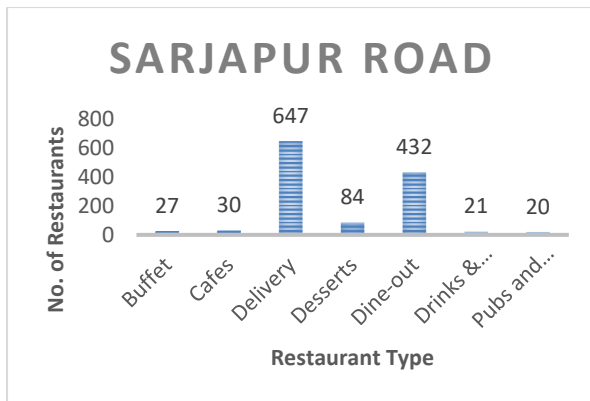 SARJAPUR ROAD
No. of Restaurants
800
600
400
200
0
27
30
647
84
432
21
20
Buffet
Cafes
Delivery
Desserts
Dine-out
Drinks &...
Pubs and...
Restaurant Type